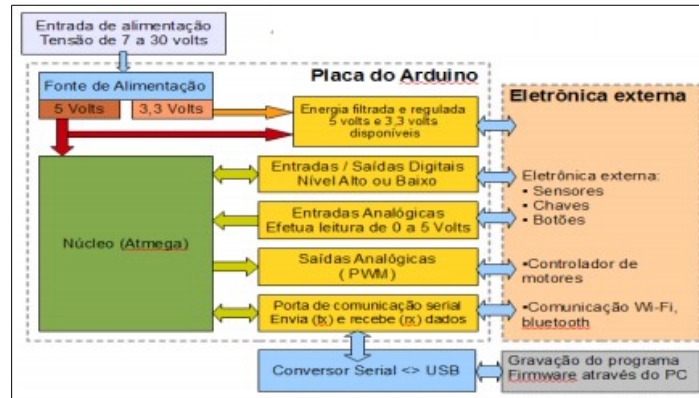 Entrada de alimentação
Tensão de 7 a 30 volts
Placa do Arduino
Fonte de Alimentação
5 Volts
3,3 Volts
Energia filtrada e regulada
5 volts e 3,3 volts
disponíveis
Eletrônica externa
Núcleo (Atmega)
Entradas / Saídas Digitais
Nível Alto ou Baixo
Entradas Analógicas
Efetua leitura de 0 a 5 Volts
Saídas Analógicas
( PWM)
Porta de comunicação serial
Envia (tx) e recebe (rx) dados
Eletrônica externa:
▪ Sensores
▪ Chaves
▪ Botões
▪Controlador de
motores
▪Comunicação Wi-Fi,
bluetooth
Conversor Serial <> USB
Gravação do programa
Firmware através do PC